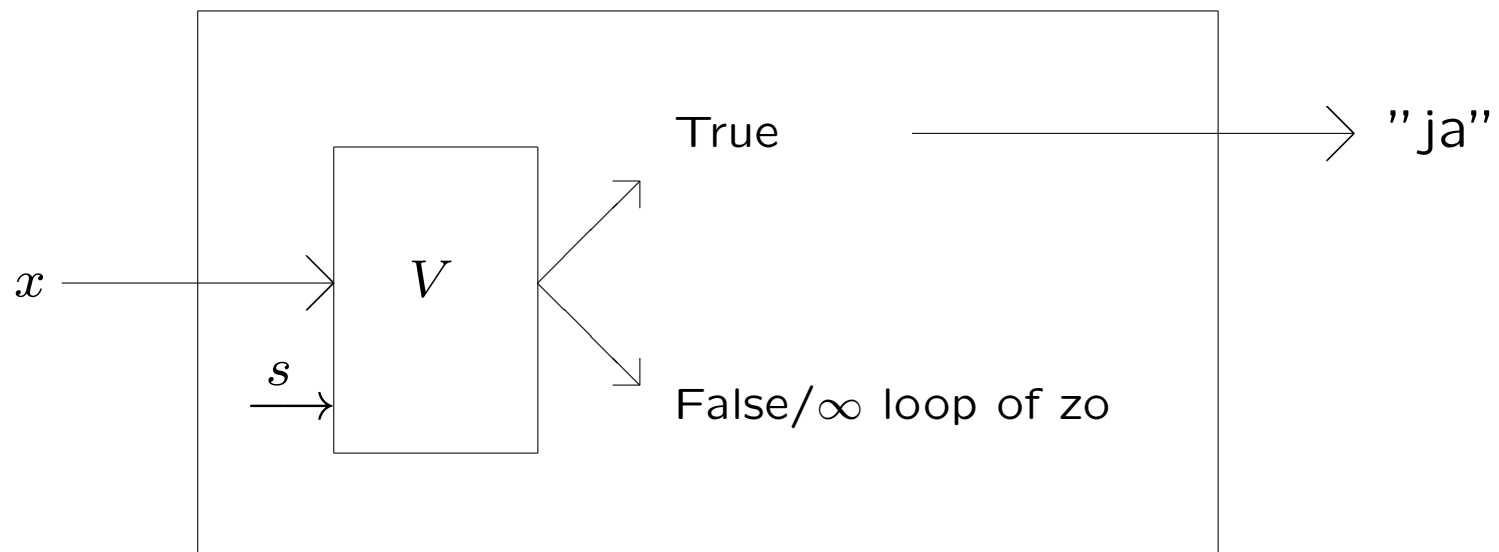 True
"ja"
x
V
s
False/∞ loop of zo